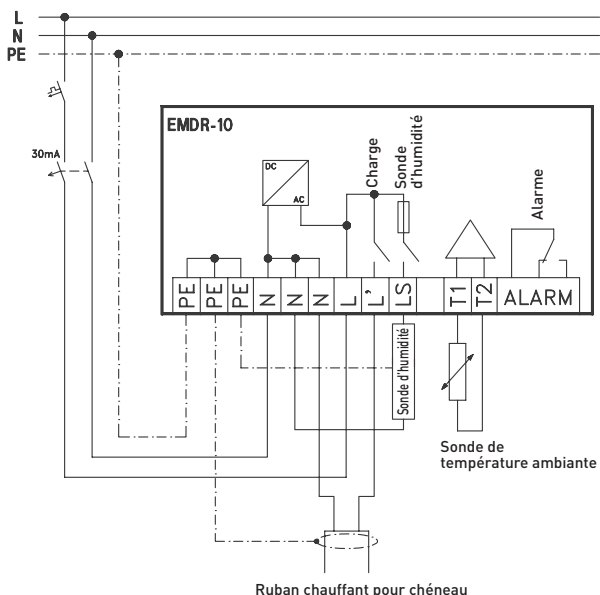 L
N
PE
30mA
EMDR-10
DC
AC
Charge
Sonde
d'humidité
Alarme
PE
PE
PE
N
N
N
L
L'
LS
T1
T2
ALARM
Sonde d'humidité
Sonde de
température ambiante
Ruban chauffant pour chéneau